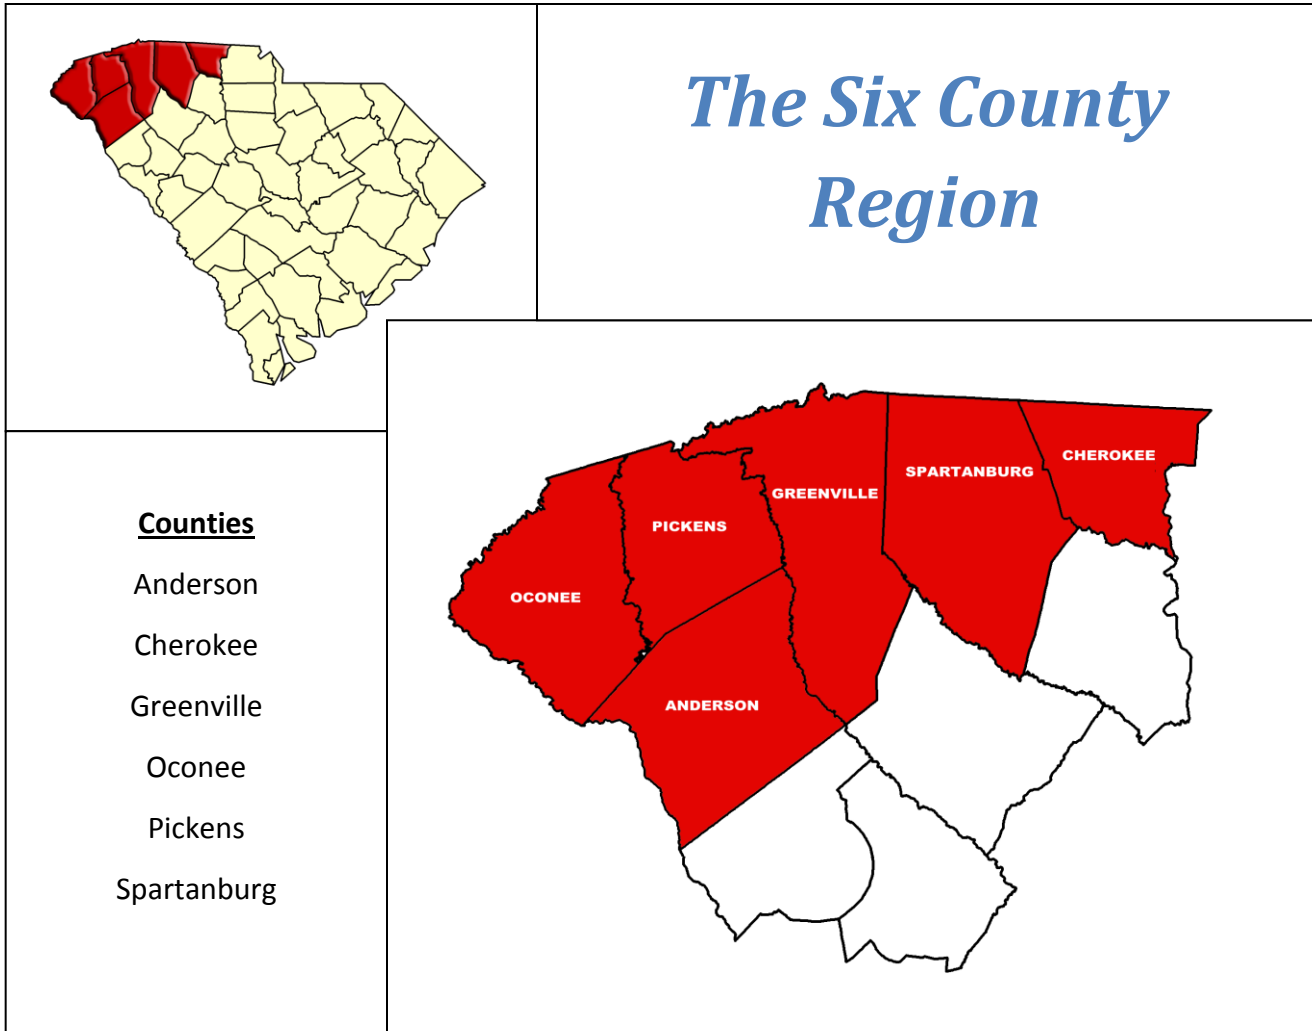 The Six County
Region
Counties
Anderson
Cherokee
Greenville
Oconee
Pickens
Spartanburg
CHEROKEE
SPARTANBURG
GREENVILLE
PICKENS
OCONEE
ANDERSON